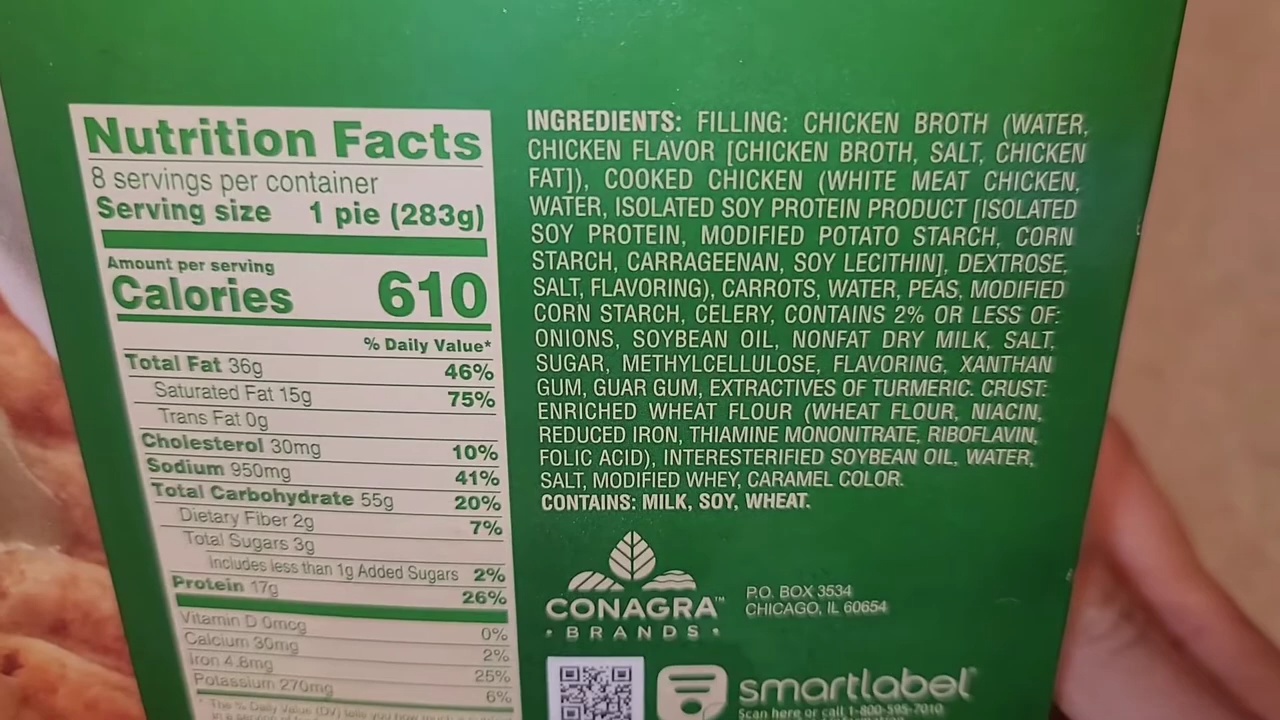 Nutrition Facts
8 servings per container
Serving size 1 pie (283g)
Amount per serving
Calories 610
% Daily Value*
Total Fat 36g 46%
Saturated Fat 15g 75%
Trans Fat 0g
Cholesterol 30mg 10%
Sodium 950mg 41%
Total Carbohydrate 55g 20%
Dietary Fiber 2g 7%
Total Sugars 3g
Includes less than 1g Added Sugars 2%
Protein 17g 26%
Vitamin D 0mcg 0%
Calcium 30mg 2%
Iron 4.6mg 25%
Potassium 270mg 6%
* The % Daily Value (DV) tells you how much a
INGREDIENTS: FILLING: CHICKEN BROTH (WATER,
CHICKEN FLAVOR [CHICKEN BROTH, SALT, CHICKEN
FAT]), COOKED CHICKEN (WHITE MEAT CHICKEN,
WATER, ISOLATED SOY PROTEIN PRODUCT [ISOLATED
SOY PROTEIN, MODIFIED POTATO STARCH, CORN
STARCH, CARRAGEENAN, SOY LECITHIN], DEXTROSE,
SALT, FLAVORING), CARROTS, WATER, PEAS, MODIFIED
CORN STARCH, CELERY, CONTAINS 2% OR LESS OF:
ONIONS, SOYBEAN OIL, NONFAT DRY MILK, SALT,
SUGAR, METHYLCELLULOSE, FLAVORING, XANTHAN
GUM, GUAR GUM, EXTRACTIVES OF TURMERIC. CRUST:
ENRICHED WHEAT FLOUR (WHEAT FLOUR, NIACIN,
REDUCED IRON, THIAMINE MONONITRATE, RIBOFLAVIN,
FOLIC ACID), INTERESTERIFIED SOYBEAN OIL, WATER,
SALT, MODIFIED WHEY, CARAMEL COLOR.
CONTAINS: MILK, SOY, WHEAT.
CONAGRA™
• BRANDS •
P.O. BOX 3534
CHICAGO, IL 60654
smartlabel®
Scan here or call 1-800-595-7010